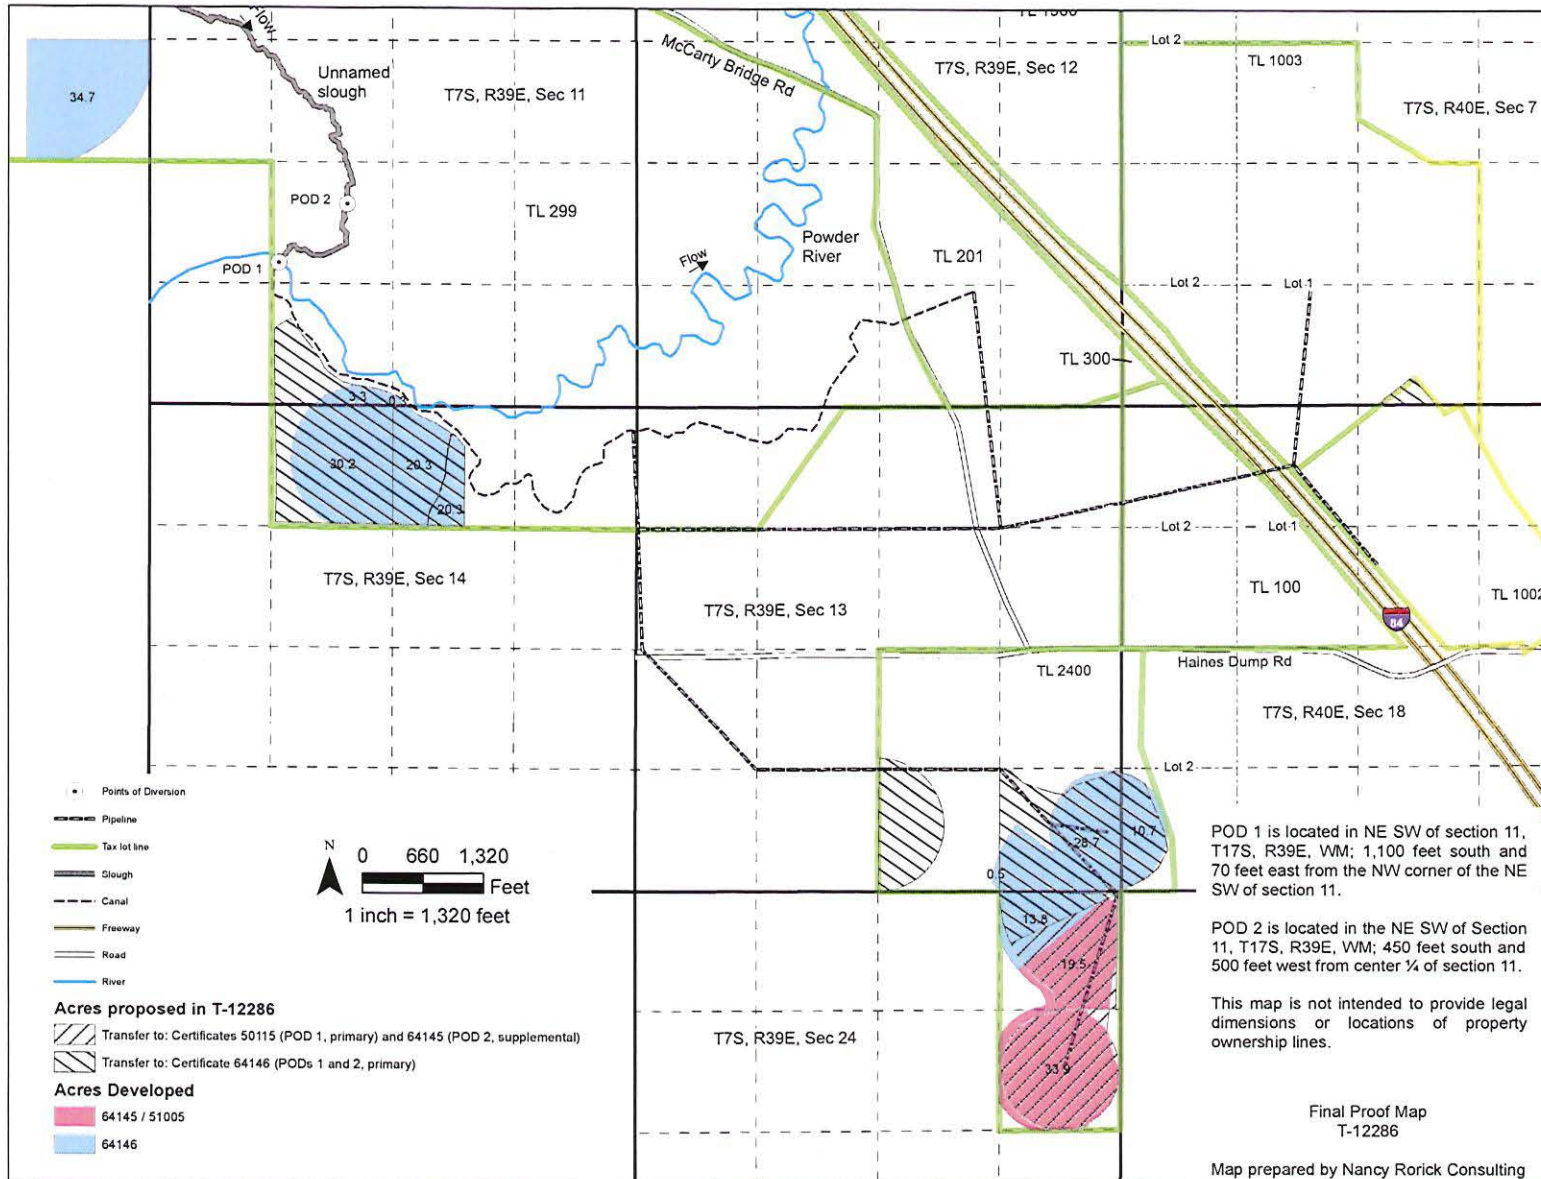 TL 1300
Flow
Lot 2
TL 1003
Unnamed
slough
McCarty Bridge Rd
T7S, R39E, Sec 12
34.7
T7S, R39E, Sec 11
T7S, R40E, Sec 7
POD 2
TL 299
Powder
River
TL 201
Flow
POD 1
Lot 2
Lot 1
TL 300
3.3
0.3
30.2
20.3
20.3
Lot 2
Lot 1
T7S, R39E, Sec 14
TL 100
TL 1002
T7S, R39E, Sec 13
84
Haines Dump Rd
TL 2400
T7S, R40E, Sec 18
Lot 2
Points of Diversion
Pipeline
Tax lot line
Slough
Canal
Freeway
Road
River
N
0 660 1,320
Feet
1 inch = 1,320 feet
10.7
28.7
0.5
13.8
19.5
T7S, R39E, Sec 24
33.9
Acres proposed in T-12286
Transfer to: Certificates 50115 (POD 1, primary) and 64145 (POD 2, supplemental)
Transfer to: Certificate 64146 (PODs 1 and 2, primary)
Acres Developed
64145 / 51005
64146
POD 1 is located in NE SW of section 11,
T17S, R39E, WM; 1,100 feet south and
70 feet east from the NW corner of the NE
SW of section 11.
POD 2 is located in the NE SW of Section
11, T17S, R39E, WM; 450 feet south and
500 feet west from center ¼ of section 11.
This map is not intended to provide legal
dimensions or locations of property
ownership lines.
Final Proof Map
T-12286
Map prepared by Nancy Rorick Consulting